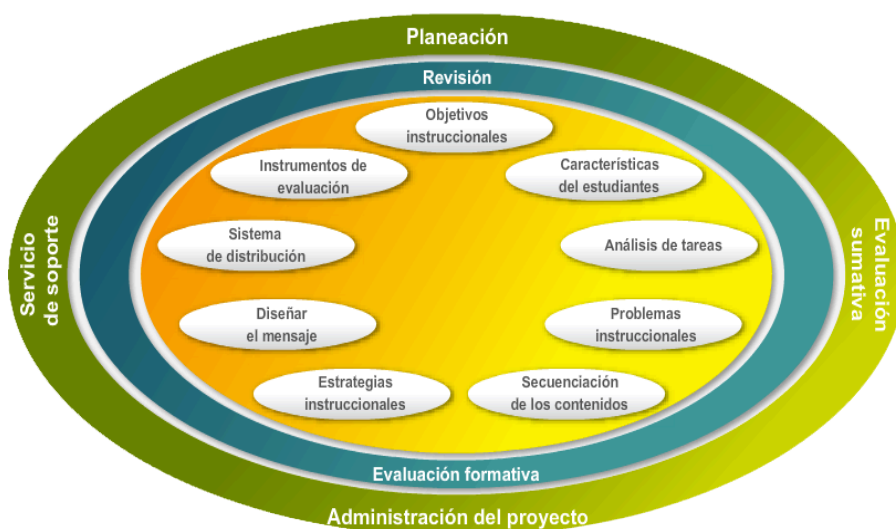 Planeación
Revisión
Objetivos
instruccionales
Instrumentos de
evaluación
Características
del estudiantes
Sistema
de distribución
Análisis de tareas
Servicio
de soporte
Evaluación
sumativa
Diseñar
el mensaje
Problemas
instruccionales
Estrategias
instruccionales
Secuenciación
de los contenidos
Evaluación formativa
Administración del proyecto